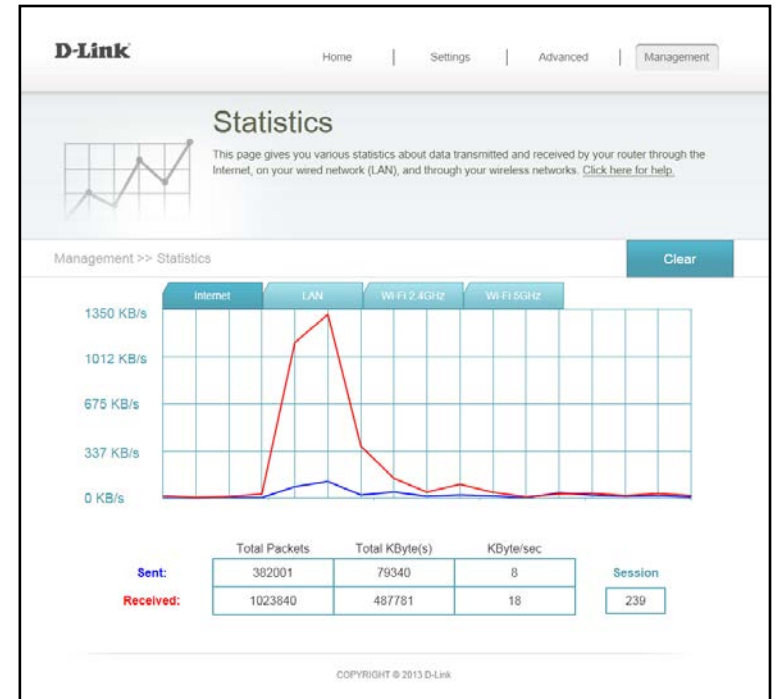 D-Link
Home | Settings | Advanced | Management
Statistics
This page gives you various statistics about data transmitted and received by your router through the
Internet, on your wired network (LAN), and through your wireless networks. Click here for help.
Management >> Statistics
Clear
Internet LAN Wi-Fi 2.4GHz Wi-Fi 5GHz
1350 KB/s
1012 KB/s
675 KB/s
337 KB/s
0 KB/s
Total Packets Total KByte(s) KByte/sec
Sent: 382001 79340 8 Session
Received: 1023840 487781 18 239
COPYRIGHT © 2013 D-Link